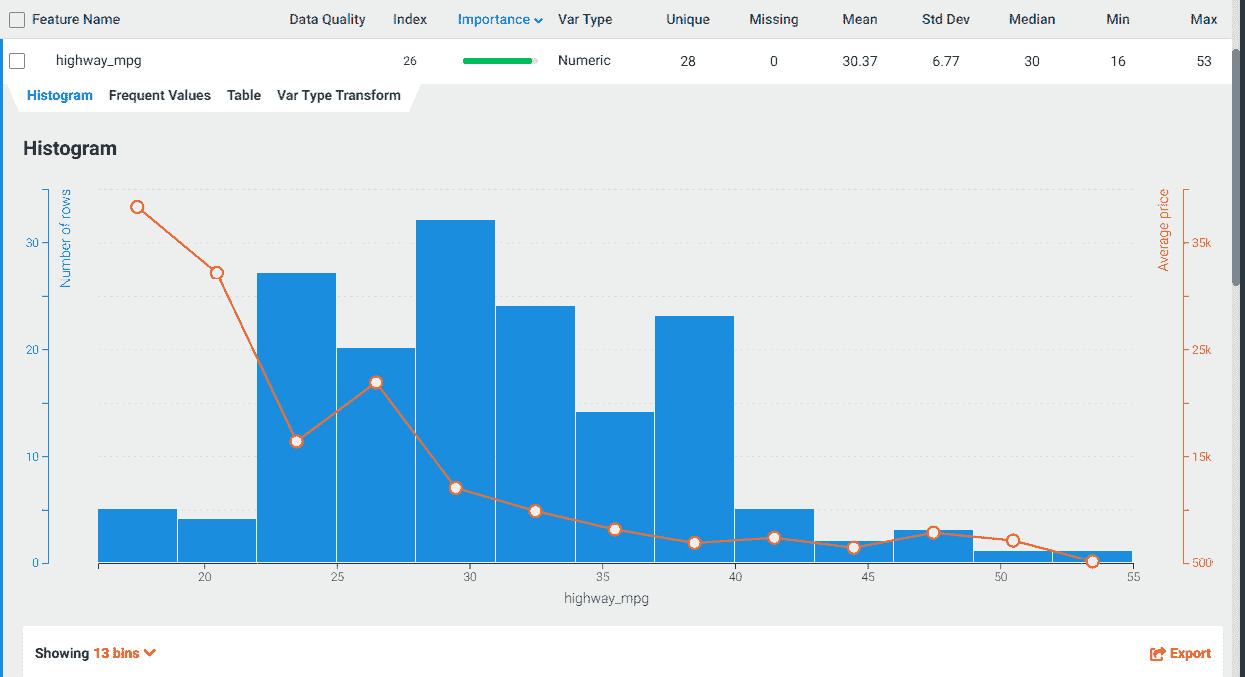 Feature Name Data Quality Index Importance Var Type Unique Missing Mean Std Dev Median Min Max
highway_mpg 26 Numeric 28 0 30.37 6.77 30 16 53
Histogram Frequent Values Table Var Type Transform
Histogram
Number of rows
Average price
30 35k
20 25k
10 15k
0
20 25 30 35 40 45 50 55
highway_mpg
Showing 13 bins Export